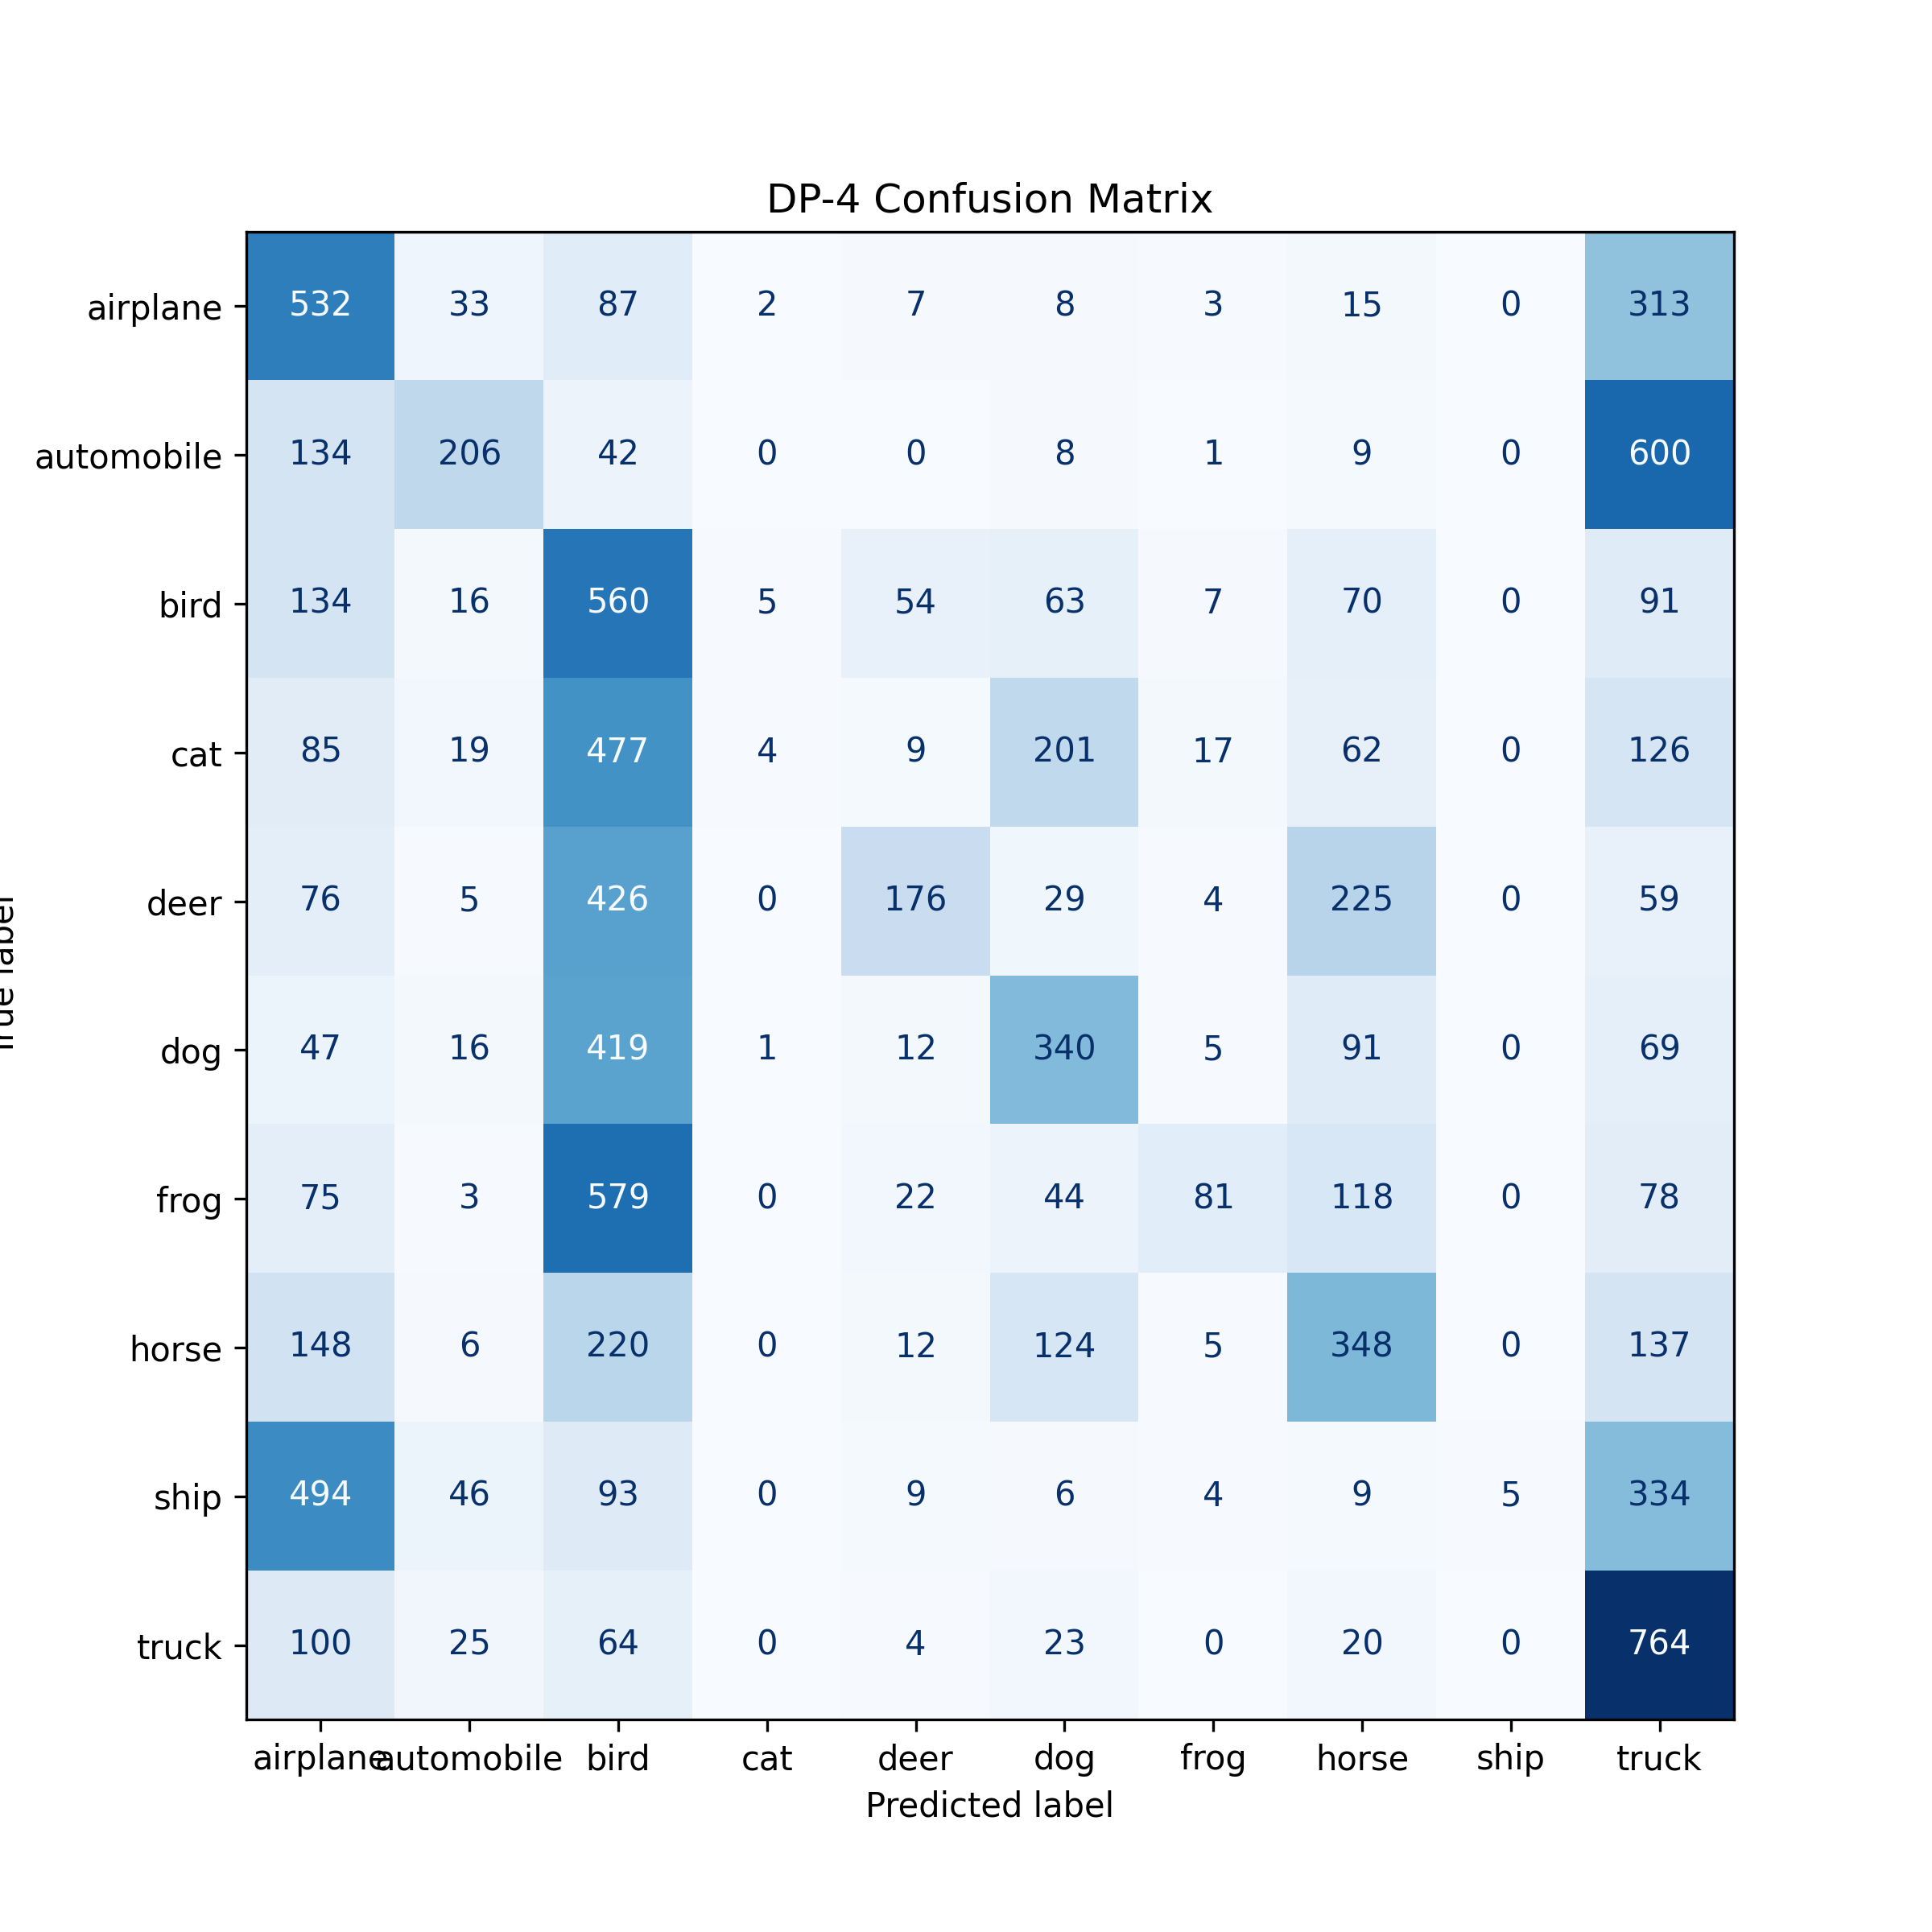 DP-4 Confusion Matrix
airplane 532 33 87 2 7 8 3 15 0 313
automobile 134 206 42 0 0 8 1 9 0 600
bird 134 16 560 5 54 63 7 70 0 91
cat 85 19 477 4 9 201 17 62 0 126
deer 76 5 426 0 176 29 4 225 0 59
dog 47 16 419 1 12 340 5 91 0 69
frog 75 3 579 0 22 44 81 118 0 78
horse 148 6 220 0 12 124 5 348 0 137
ship 494 46 93 0 9 6 4 9 5 334
truck 100 25 64 0 4 23 0 20 0 764
airplane automobile bird cat deer dog frog horse ship truck
Predicted label
True label